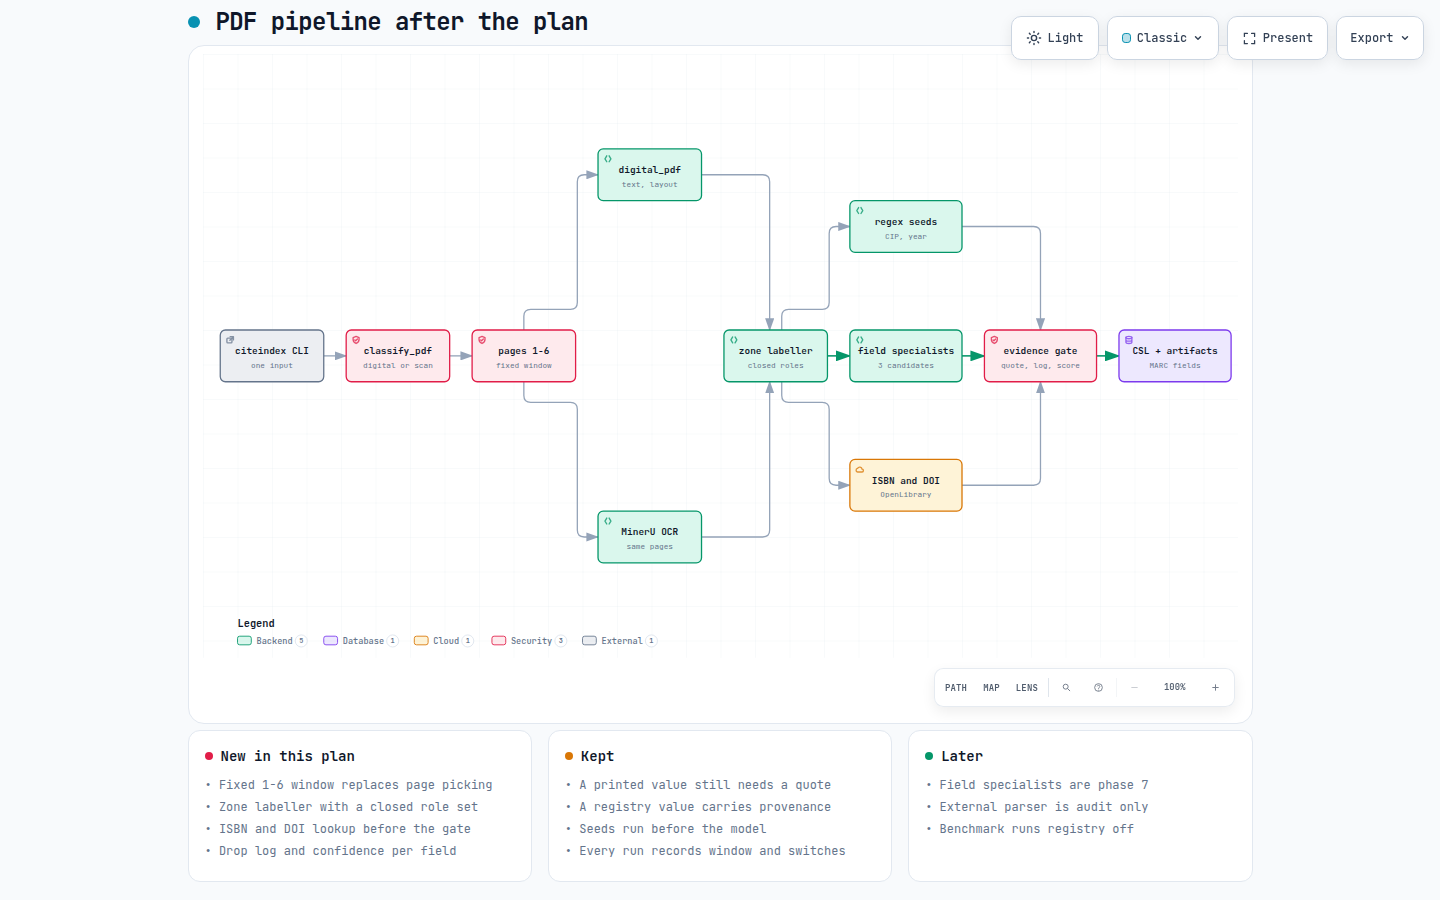 PDF pipeline after the plan
Light
Classic
Present
Export
digital_pdf
text, layout
regex seeds
CIP, year
citeindex CLI
one input
classify_pdf
digital or scan
pages 1-6
fixed window
zone labeller
closed roles
field specialists
3 candidates
evidence gate
quote, log, score
CSL + artifacts
MARC fields
ISBN and DOI
OpenLibrary
MinerU OCR
same pages
Legend
Backend 5
Database 1
Cloud 1
Security 3
External 1
PATH
MAP
LENS
100%
New in this plan
• Fixed 1-6 window replaces page picking
• Zone labeller with a closed role set
• ISBN and DOI lookup before the gate
• Drop log and confidence per field
Kept
• A printed value still needs a quote
• A registry value carries provenance
• Seeds run before the model
• Every run records window and switches
Later
• Field specialists are phase 7
• External parser is audit only
• Benchmark runs registry off